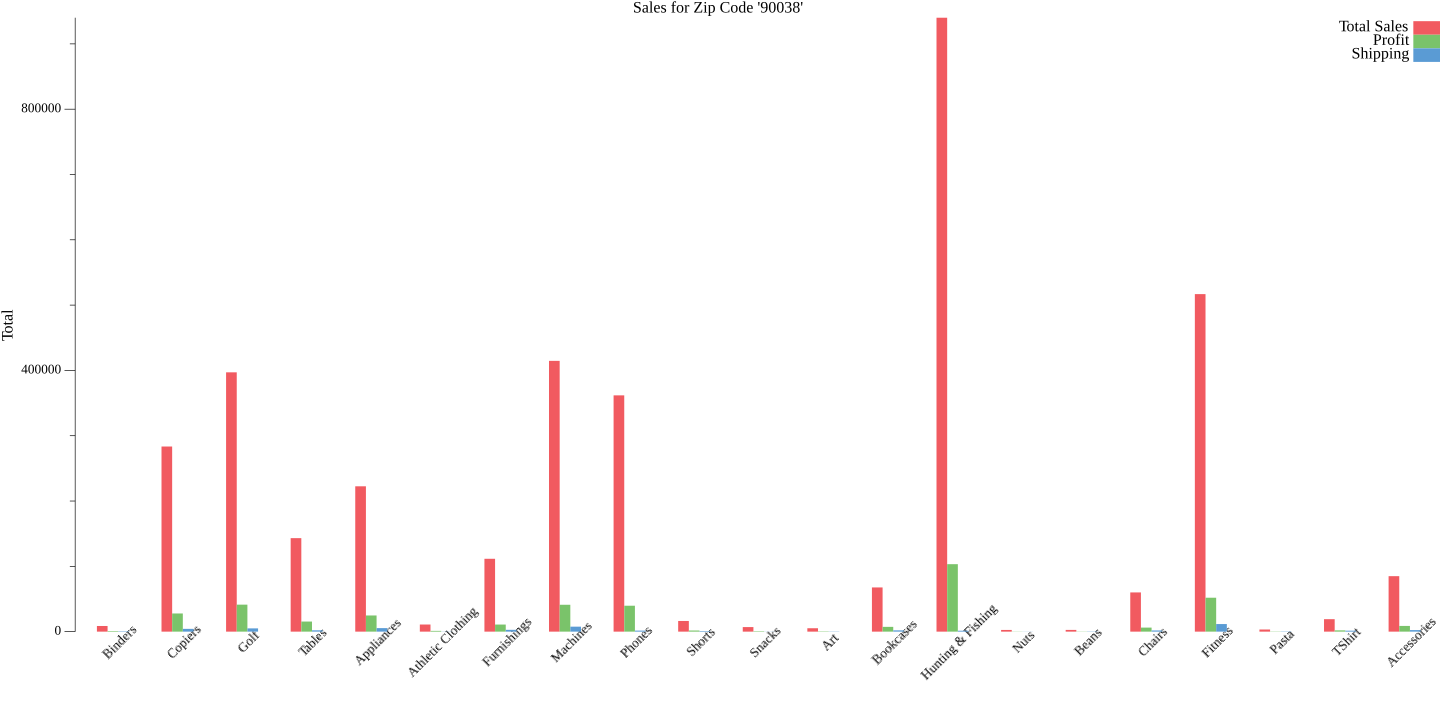 Sales for Zip Code '90038'
Total Sales
Profit
Shipping
800000
400000
0
Total
Binders
Copiers
Golf
Tables
Appliances
Athletic Clothing
Furnishings
Machines
Phones
Shorts
Snacks
Art
Bookcases
Hunting & Fishing
Nuts
Beans
Chairs
Fitness
Pasta
TShirt
Accessories